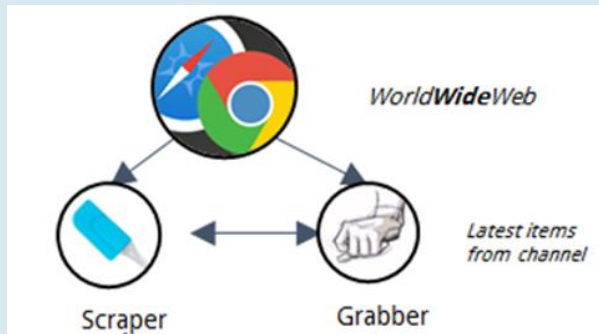 WorldWideWeb
Latest items
from channel
Scraper
Grabber